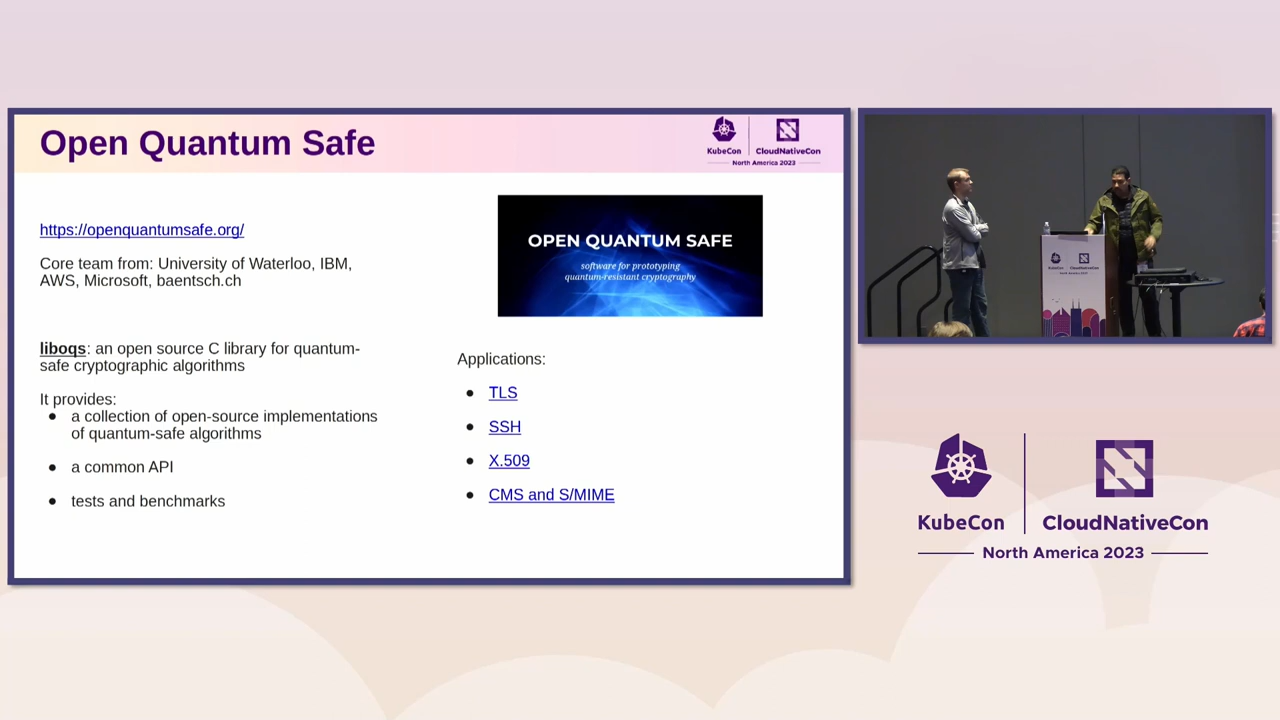 Open Quantum Safe
KubeCon
CloudNativeCon
North America 2023
https://openquantumsafe.org/
Core team from: University of Waterloo, IBM,
AWS, Microsoft, baentsch.ch
liboqs: an open source C library for quantum-
safe cryptographic algorithms
It provides:
● a collection of open-source implementations
of quantum-safe algorithms
● a common API
● tests and benchmarks
OPEN QUANTUM SAFE
software for prototyping
quantum-resistant cryptography
Applications:
● TLS
● SSH
● X.509
● CMS and S/MIME
KubeCon
CloudNativeCon
North America 2023